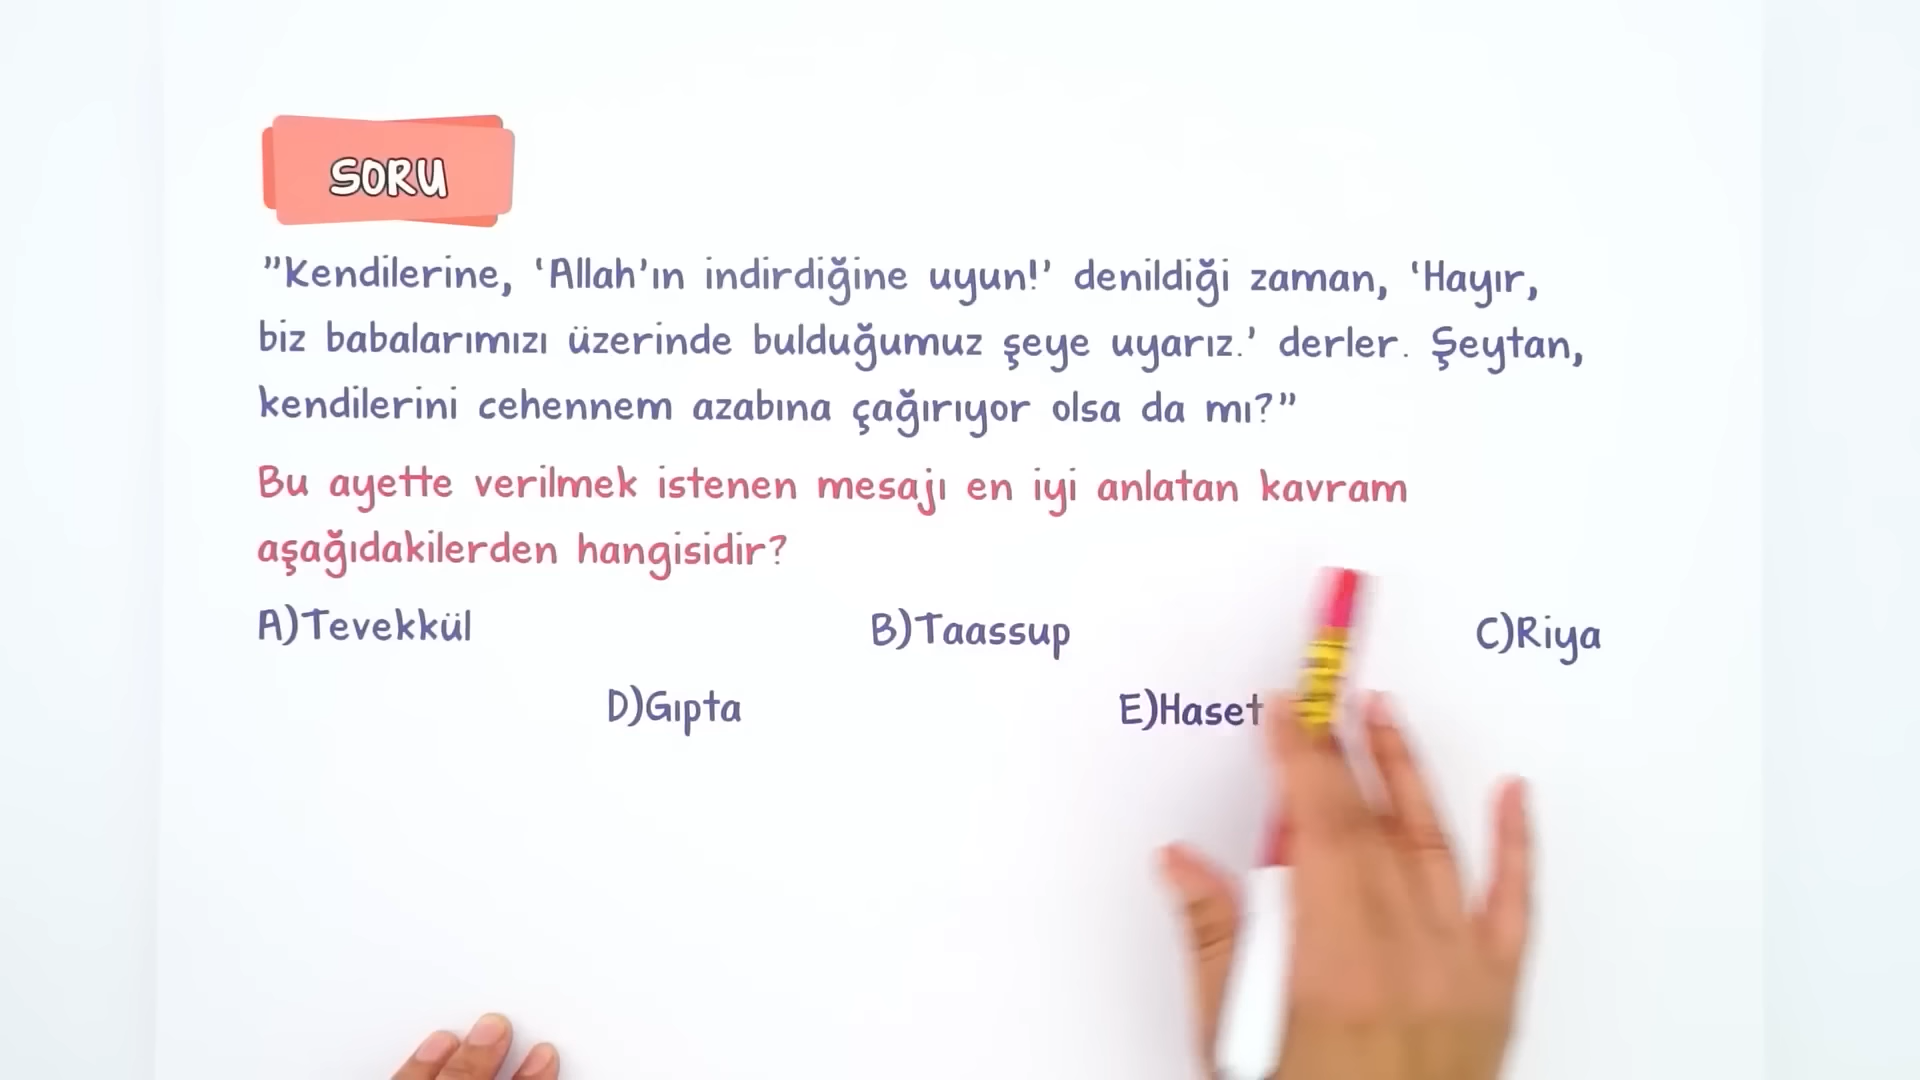 SORU
"Kendilerine, 'Allah'ın indirdiğine uyun!' denildiği zaman, 'Hayır,
biz babalarımızı üzerinde bulduğumuz şeye uyarız.' derler. Şeytan,
kendilerini cehennem azabına çağırıyor olsa da mı?"
Bu ayette verilmek istenen mesajı en iyi anlatan kavram
aşağıdakilerden hangisidir?
A)Tevekkül B)Taassup C)Riya
D)Gıpta E)Haset